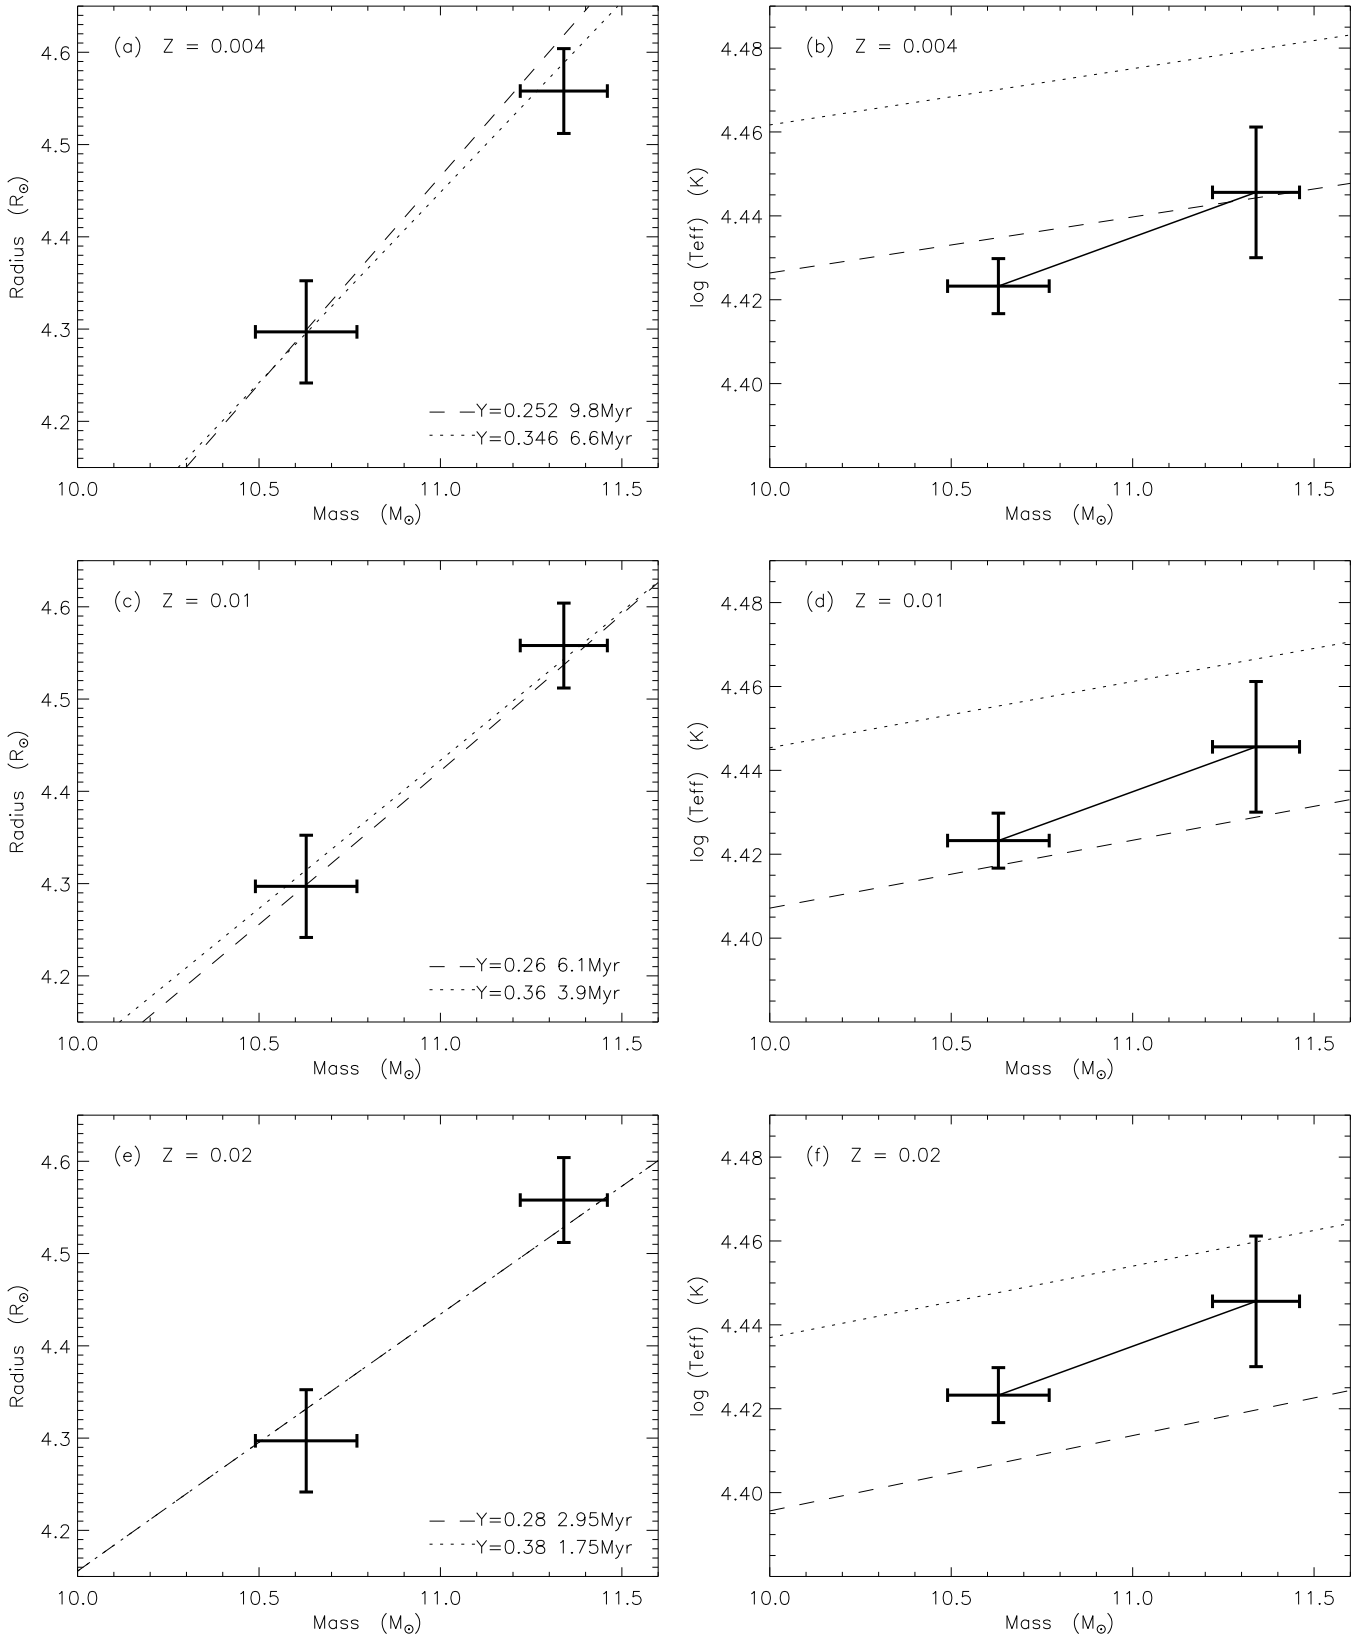 (a) Z = 0.004
4.6
4.5
4.4
4.3
4.2
Radius (R☉)
Y=0.252 9.8Myr
Y=0.346 6.6Myr
10.0 10.5 11.0 11.5
Mass (M☉)
(b) Z = 0.004
4.48
4.46
4.44
4.42
4.40
log (Teff) (K)
10.0 10.5 11.0 11.5
Mass (M☉)
(c) Z = 0.01
4.6
4.5
4.4
4.3
4.2
Radius (R☉)
Y=0.26 6.1Myr
Y=0.36 3.9Myr
10.0 10.5 11.0 11.5
Mass (M☉)
(d) Z = 0.01
4.48
4.46
4.44
4.42
4.40
log (Teff) (K)
10.0 10.5 11.0 11.5
Mass (M☉)
(e) Z = 0.02
4.6
4.5
4.4
4.3
4.2
Radius (R☉)
Y=0.28 2.95Myr
Y=0.38 1.75Myr
10.0 10.5 11.0 11.5
Mass (M☉)
(f) Z = 0.02
4.48
4.46
4.44
4.42
4.40
log (Teff) (K)
10.0 10.5 11.0 11.5
Mass (M☉)